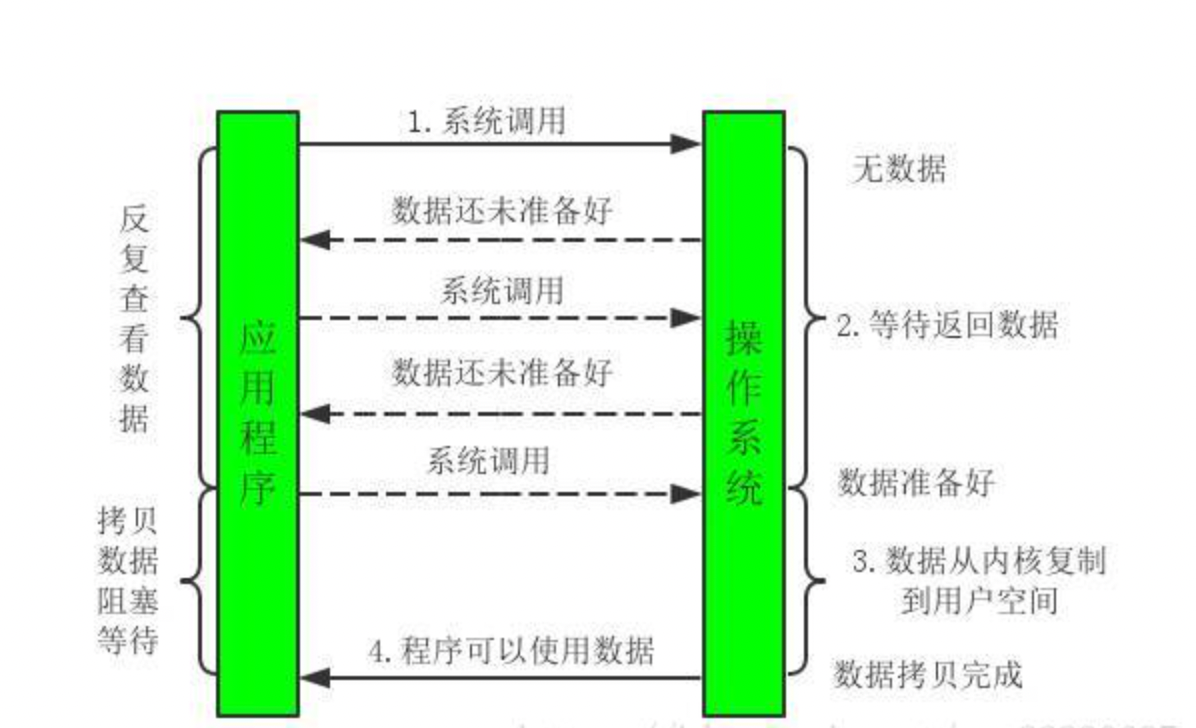 1.系统调用
无数据
数据还未准备好
反复查看数据
系统调用
应用程序
操作系统
2.等待返回数据
数据还未准备好
系统调用
数据准备好
拷贝
数据
阻塞
等待
3.数据从内核复制
到用户空间
4.程序可以使用数据
数据拷贝完成